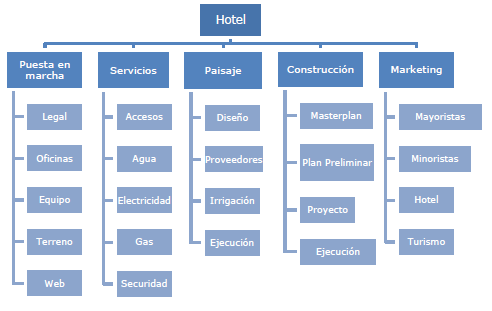 Hotel
Puesta en
marcha
Servicios
Paisaje
Construcción
Marketing
Legal
Oficinas
Equipo
Terreno
Web
Accesos
Agua
Electricidad
Gas
Securidad
Diseño
Proveedores
Irrigación
Ejecución
Masterplan
Plan Preliminar
Proyecto
Ejecución
Mayoristas
Minoristas
Hotel
Turismo